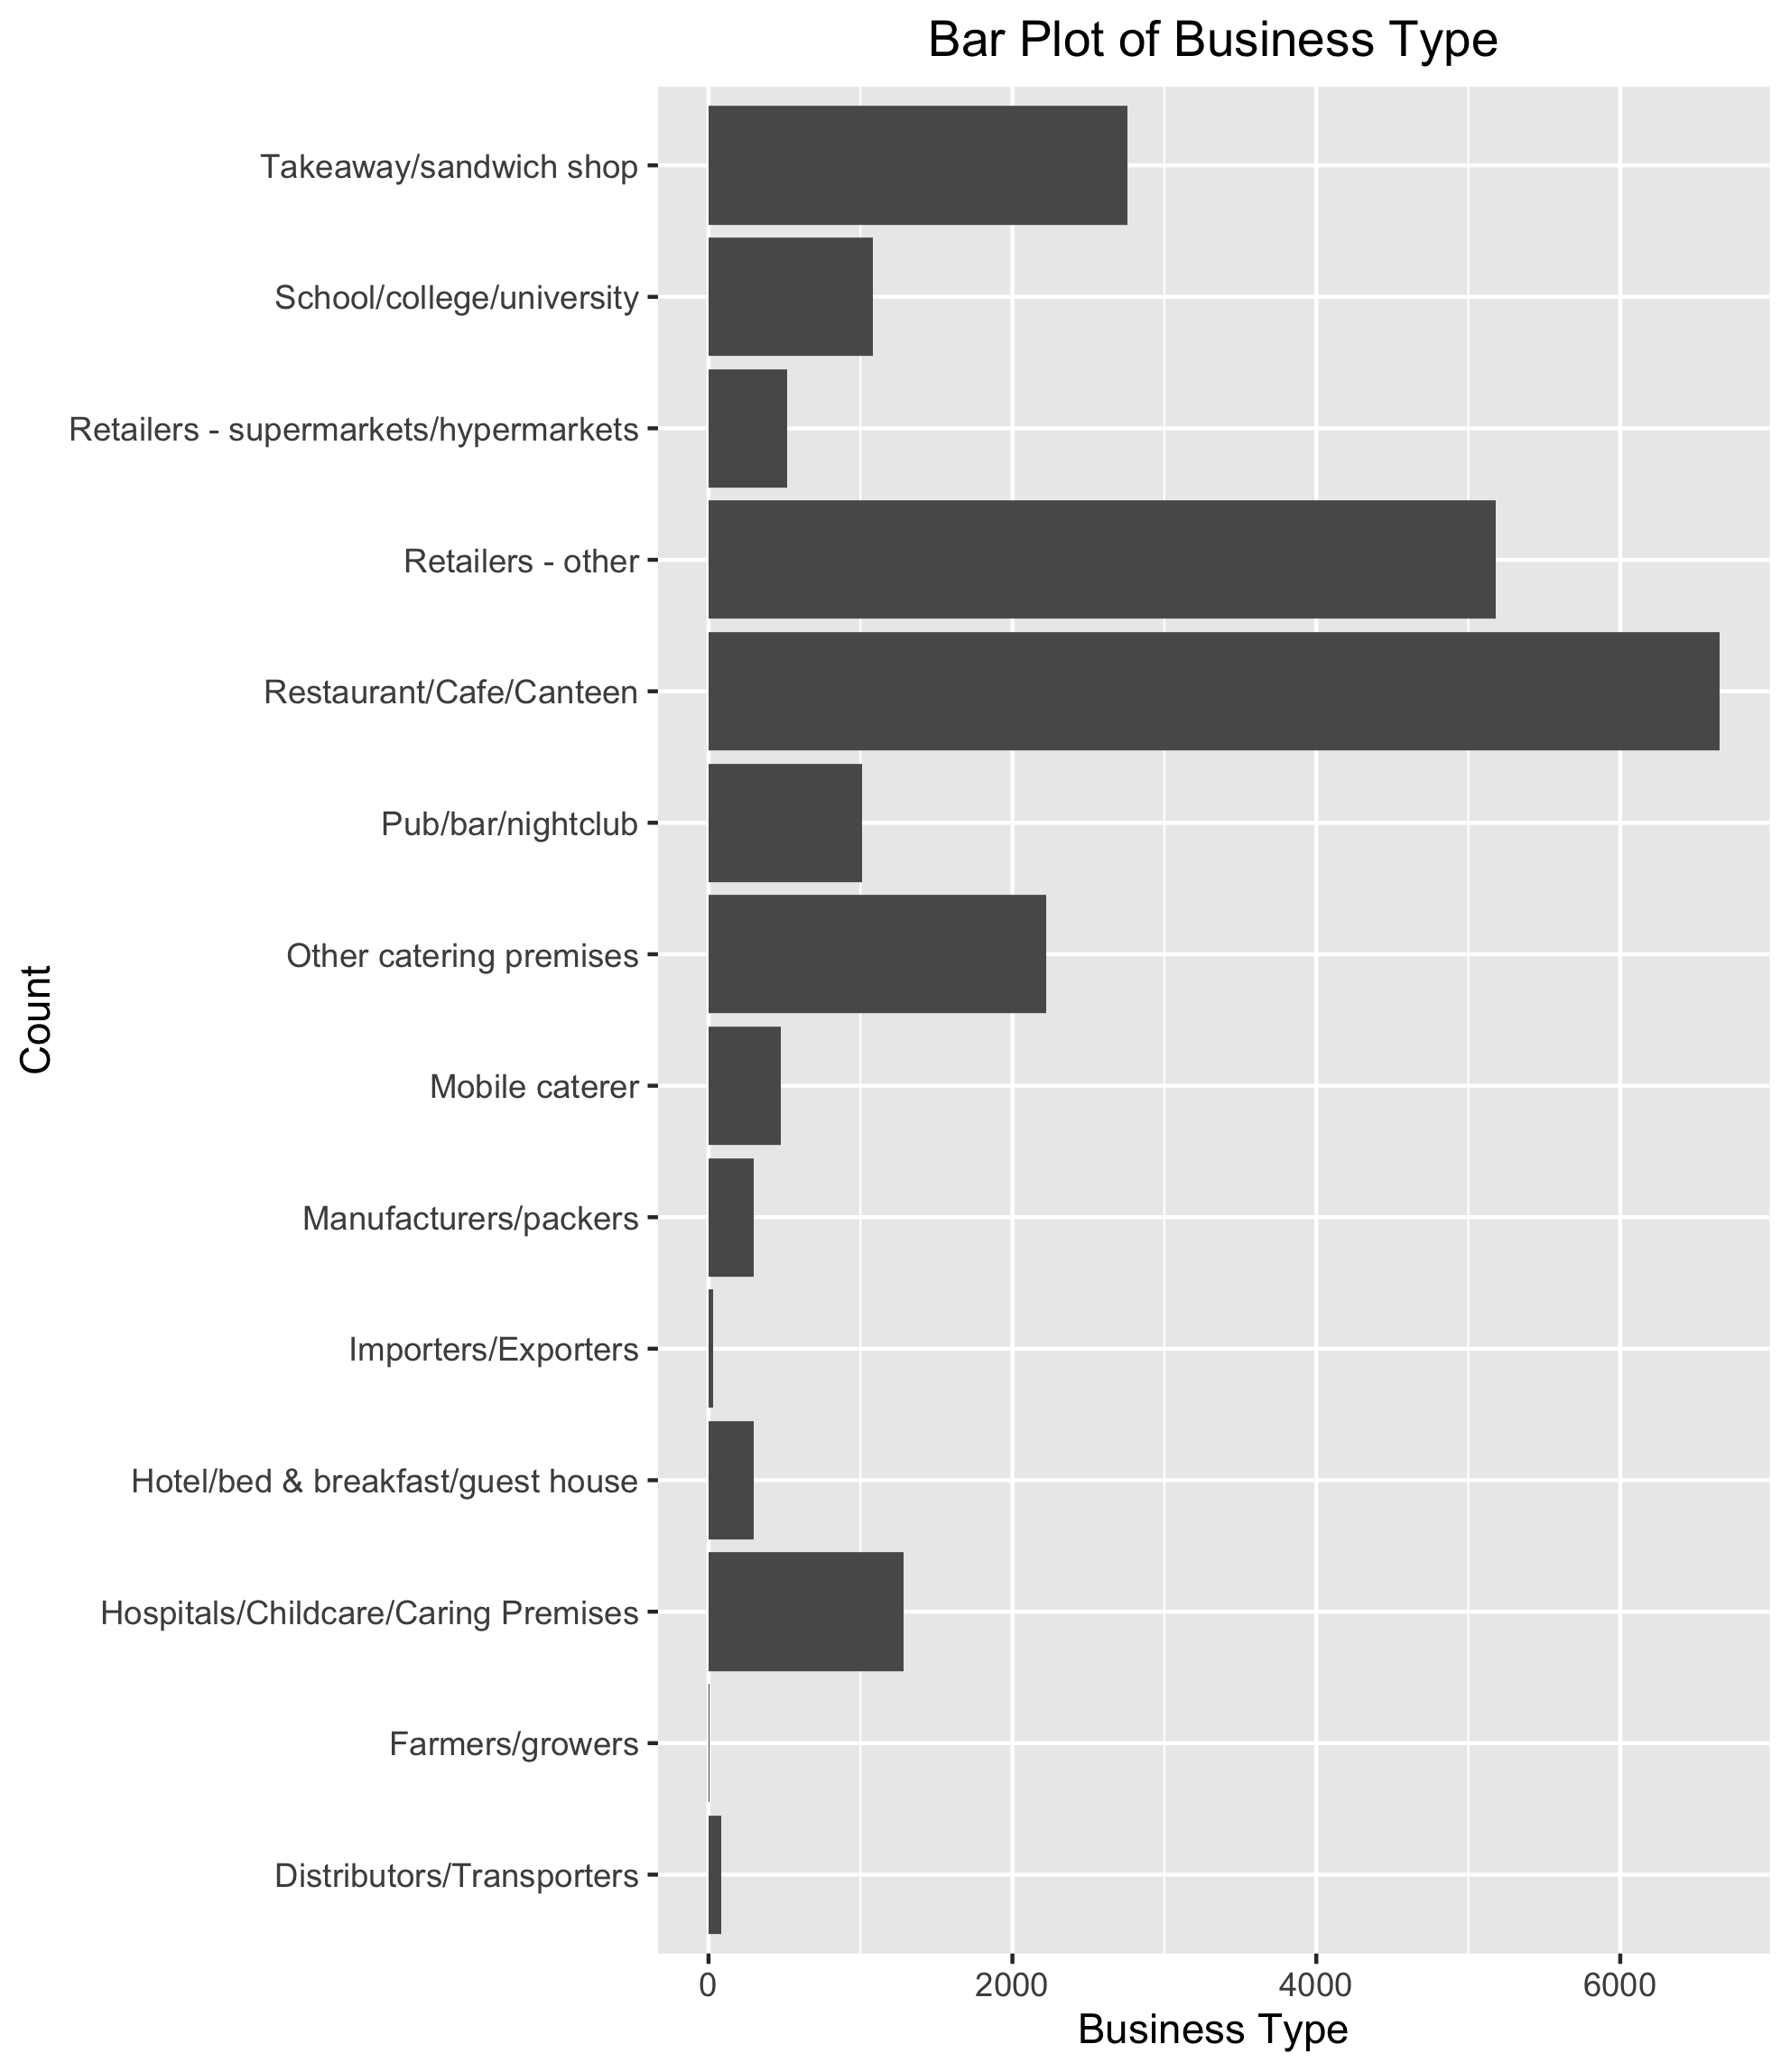 Bar Plot of Business Type
Takeaway/sandwich shop
School/college/university
Retailers - supermarkets/hypermarkets
Retailers - other
Restaurant/Cafe/Canteen
Pub/bar/nightclub
Other catering premises
Mobile caterer
Manufacturers/packers
Importers/Exporters
Hotel/bed & breakfast/guest house
Hospitals/Childcare/Caring Premises
Farmers/growers
Distributors/Transporters
Count
0 2000 4000 6000
Business Type